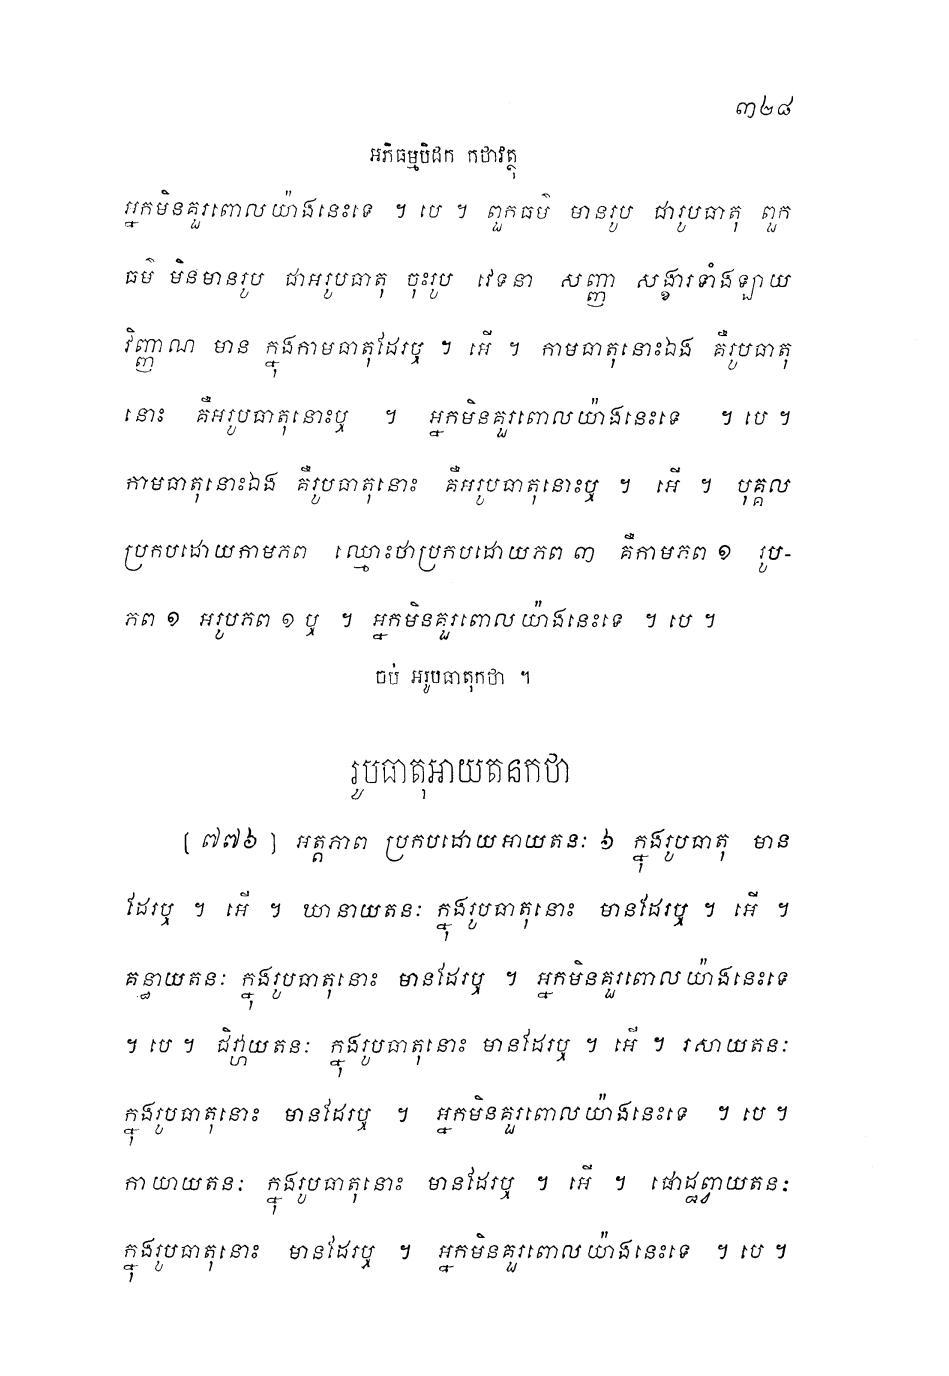 ៣២៨
អភិធម្មបិដក កថាវត្ថុ
អ្នកមិនគួរពោលយ៉ាងនេះទេ ។ បេ ។ ពួកធម៌ មានរូប ជារូបធាតុ ពួក
ធម៌ មិនមានរូប ជាអរូបធាតុ ចុះរូប វេទនា សញ្ញា សង្ខារទាំងឡាយ
វិញ្ញាណ មាន ក្នុងកាមធាតុដែរឬ ។ អើ ។ កាមធាតុនោះឯង គឺរូបធាតុ
នោះ គឺអរូបធាតុនោះឬ ។ អ្នកមិនគួរពោលយ៉ាងនេះទេ ។ បេ ។
កាមធាតុនោះឯង គឺរូបធាតុនោះ គឺអរូបធាតុនោះឬ ។ អើ ។ បុគ្គល
ប្រកបដោយកាមភព ឈ្មោះថាប្រកបដោយភព ៣ គឺកាមភព ១ រូប-
ភព ១ អរូបភព ១ ឬ ។ អ្នកមិនគួរពោលយ៉ាងនេះទេ ។ បេ ។
ចប់ អរូបធាតុកថា ។
រូបធាតុអាយតនកថា
[ ៧៧៦ ] អត្តភាព ប្រកបដោយអាយតនៈ ៦ ក្នុងរូបធាតុ មាន
ដែរឬ ។ អើ ។ ឃានាយតនៈ ក្នុងរូបធាតុនោះ មានដែរឬ ។ អើ ។
គន្ធាយតនៈ ក្នុងរូបធាតុនោះ មានដែរឬ ។ អ្នកមិនគួរពោលយ៉ាងនេះទេ
។ បេ ។ ជិវ្ហាយតនៈ ក្នុងរូបធាតុនោះ មានដែរឬ ។ អើ ។ រសាយតនៈ
ក្នុងរូបធាតុនោះ មានដែរឬ ។ អ្នកមិនគួរពោលយ៉ាងនេះទេ ។ បេ ។
កាយាយតនៈ ក្នុងរូបធាតុនោះ មានដែរឬ ។ អើ ។ ផោដ្ឋព្វាយតនៈ
ក្នុងរូបធាតុនោះ មានដែរឬ ។ អ្នកមិនគួរពោលយ៉ាងនេះទេ ។ បេ ។